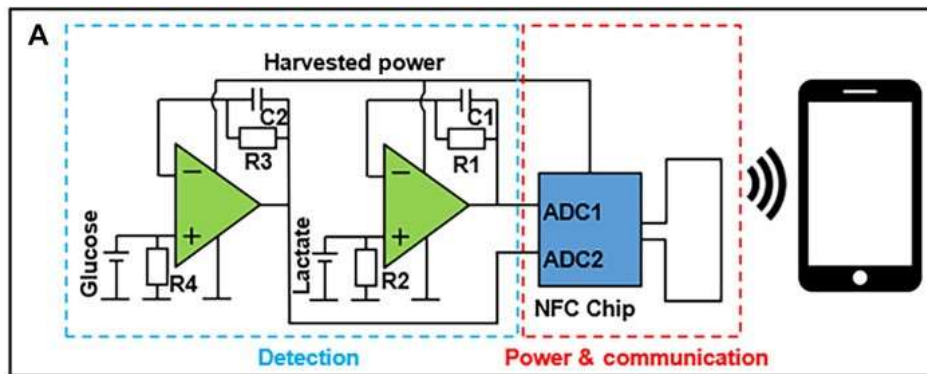 A
Harvested power
C2
R3
C1
R1
−
+
Glucose
R4
−
+
Lactate
R2
ADC1
ADC2
NFC Chip
Detection
Power & communication